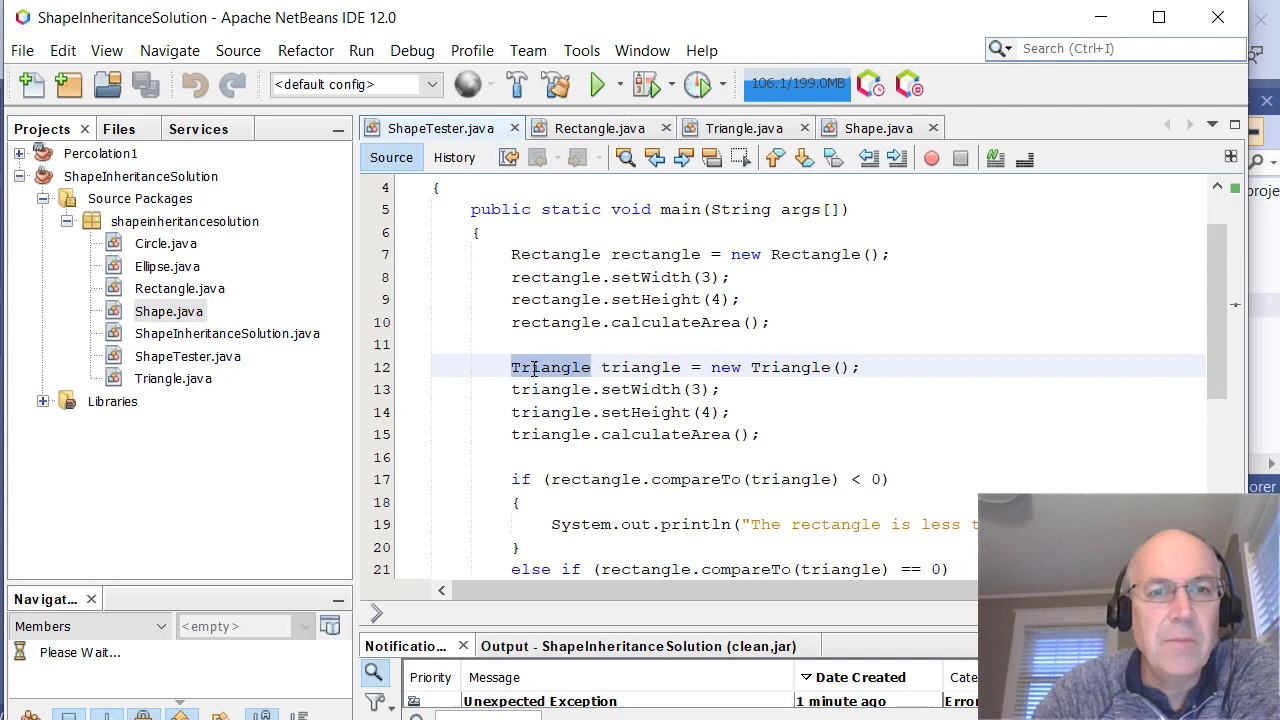 ShapeInheritanceSolution - Apache NetBeans IDE 12.0
File Edit View Navigate Source Refactor Run Debug Profile Team Tools Window Help
Search (Ctrl+I)
<default config>
106.1/199.0MB
Projects Files Services
ShapeTester.java Rectangle.java Triangle.java Shape.java
Source History
Percolation1
ShapeInheritanceSolution
Source Packages
shapeinheritancesolution
Circle.java
Ellipse.java
Rectangle.java
Shape.java
ShapeInheritanceSolution.java
ShapeTester.java
Triangle.java
Libraries
4 {
5 public static void main(String args[])
6 {
7 Rectangle rectangle = new Rectangle();
8 rectangle.setWidth(3);
9 rectangle.setHeight(4);
10 rectangle.calculateArea();
11
12 Triangle triangle = new Triangle();
13 triangle.setWidth(3);
14 triangle.setHeight(4);
15 triangle.calculateArea();
16
17 if (rectangle.compareTo(triangle) < 0)
18 {
19 System.out.println("The rectangle is less t
20 }
21 else if (rectangle.compareTo(triangle) == 0)
Navigat...
Members <empty>
Please Wait...
Notificatio... Output - ShapeInheritanceSolution (clean,jar)
Priority Message Date Created Cate
Unexpected Exception 1 minute ago Error
proje
orer